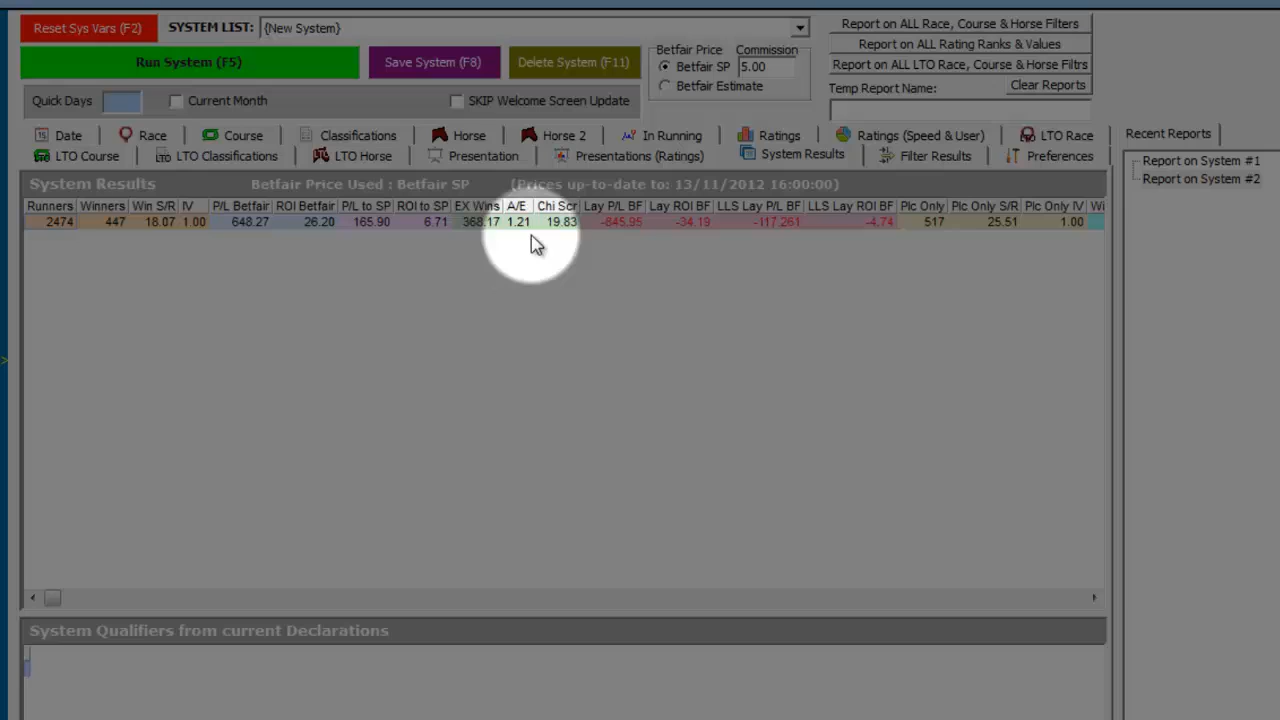 Reset Sys Vars (F2) SYSTEM LIST: {New System} Report on ALL Race, Course & Horse Filters
Report on ALL Rating Ranks & Values
Run System (F5) Save System (F8) Delete System (F11) Betfair Price Commission
Betfair SP 5.00 Report on ALL LTO Race, Course & Horse Filtrs
Betfair Estimate Temp Report Name: Clear Reports
Quick Days Current Month SKIP Welcome Screen Update
Date Race Course Classifications Horse Horse 2 In Running Ratings Ratings (Speed & User) LTO Race Recent Reports
LTO Course LTO Classifications LTO Horse Presentation Presentations (Ratings) System Results Filter Results Preferences Report on System #1
Report on System #2
System Results Betfair Price Used : Betfair SP (Prices up-to-date to: 13/11/2012 16:00:00)
Runners Winners Win S/R IV P/L Betfair ROI Betfair P/L to SP ROI to SP EX Wins A/E Chi Scr Lay P/L BF Lay ROI BF LLS Lay P/L BF LLS Lay ROI BF Plc Only Plc Only S/R Plc Only IV Wi
2474 447 18.07 1.00 648.27 26.20 165.90 6.71 368.17 1.21 19.83 -845.95 -34.19 -117.261 -4.74 517 25.51 1.00
System Qualifiers from current Declarations